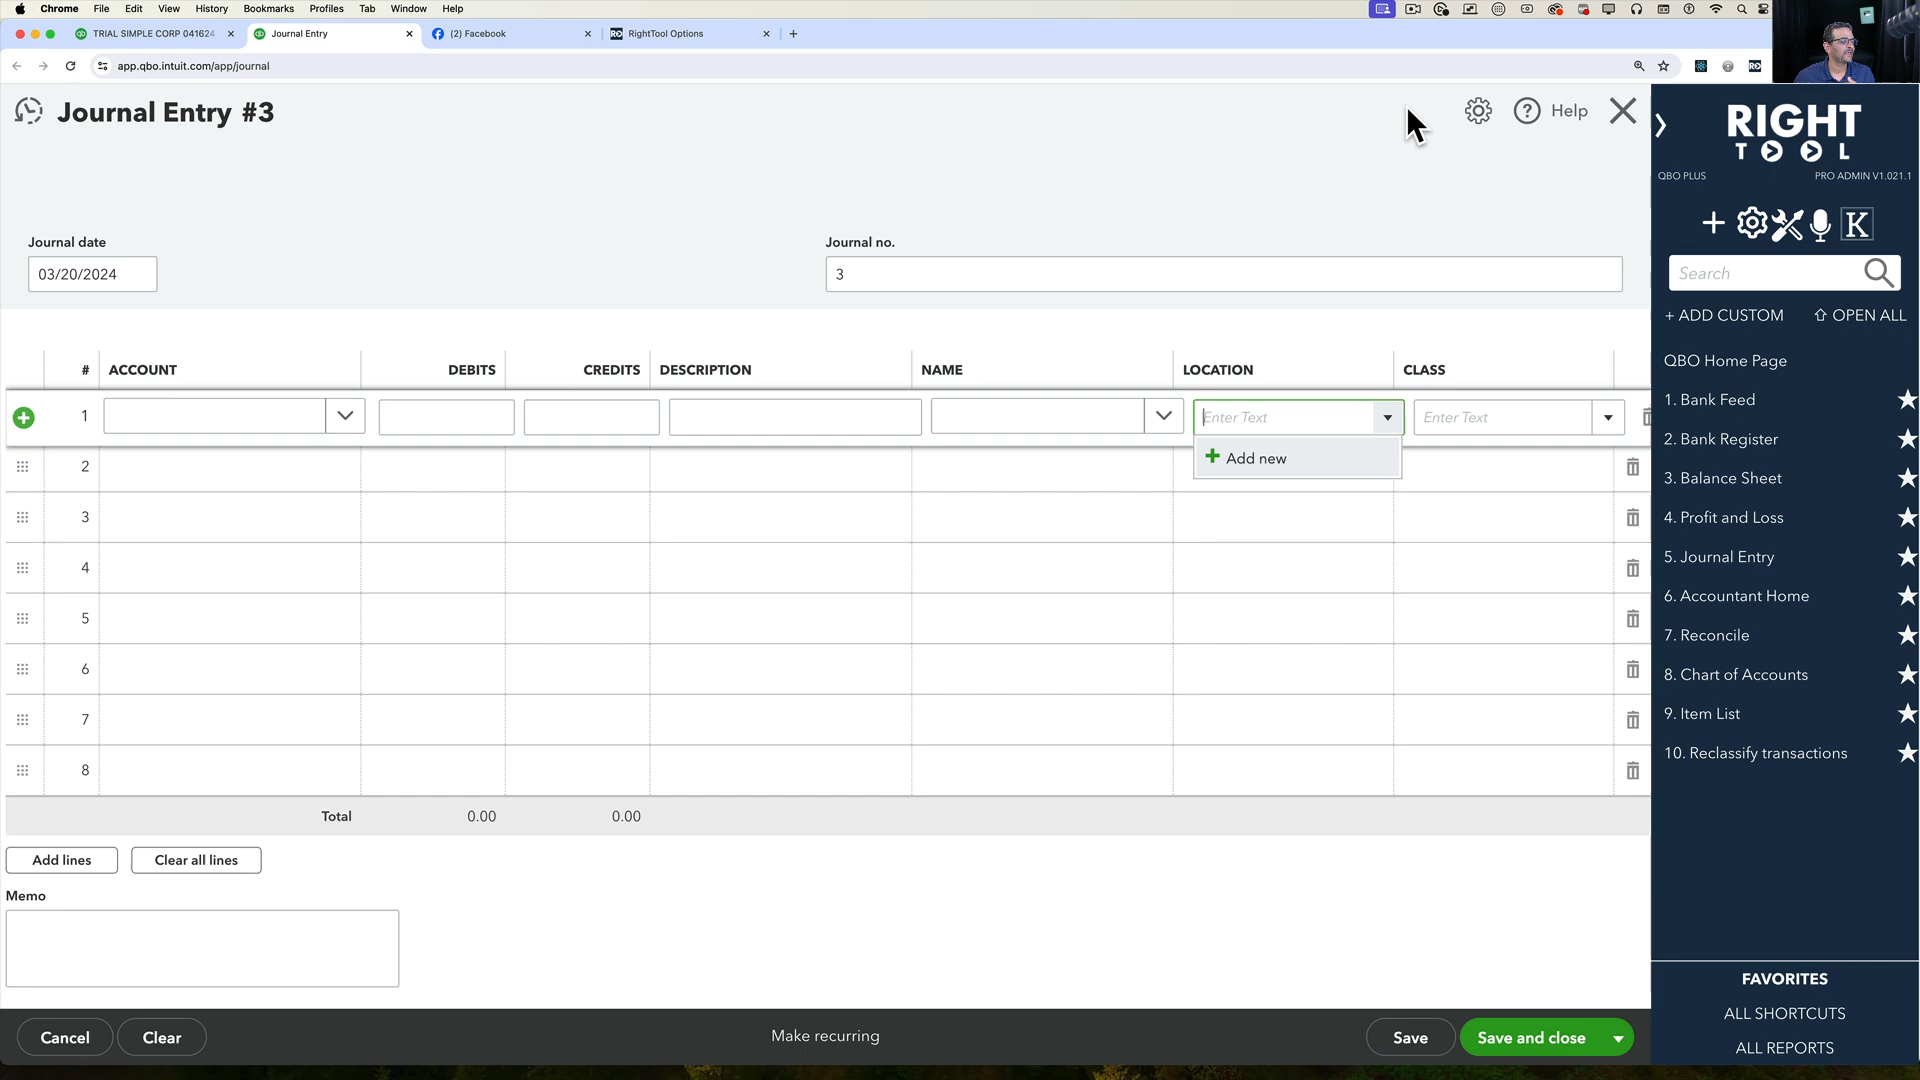 Chrome File Edit View History Bookmarks Profiles Tab Window Help
TRIAL SIMPLE CORP 041624
Journal Entry
(2) Facebook
RightTool Options
app.qbo.intuit.com/app/journal
Journal Entry #3
Help
Journal date
03/20/2024
Journal no.
3
# ACCOUNT DEBITS CREDITS DESCRIPTION NAME LOCATION CLASS
1 Enter Text Enter Text
Add new
2
3
4
5
6
7
8
Total 0.00 0.00
Add lines
Clear all lines
Memo
Cancel
Clear
Make recurring
Save
Save and close
RIGHT
TOOL
QBO PLUS PRO ADMIN V1.021.1
K
Search
+ ADD CUSTOM OPEN ALL
QBO Home Page
1. Bank Feed
2. Bank Register
3. Balance Sheet
4. Profit and Loss
5. Journal Entry
6. Accountant Home
7. Reconcile
8. Chart of Accounts
9. Item List
10. Reclassify transactions
FAVORITES
ALL SHORTCUTS
ALL REPORTS